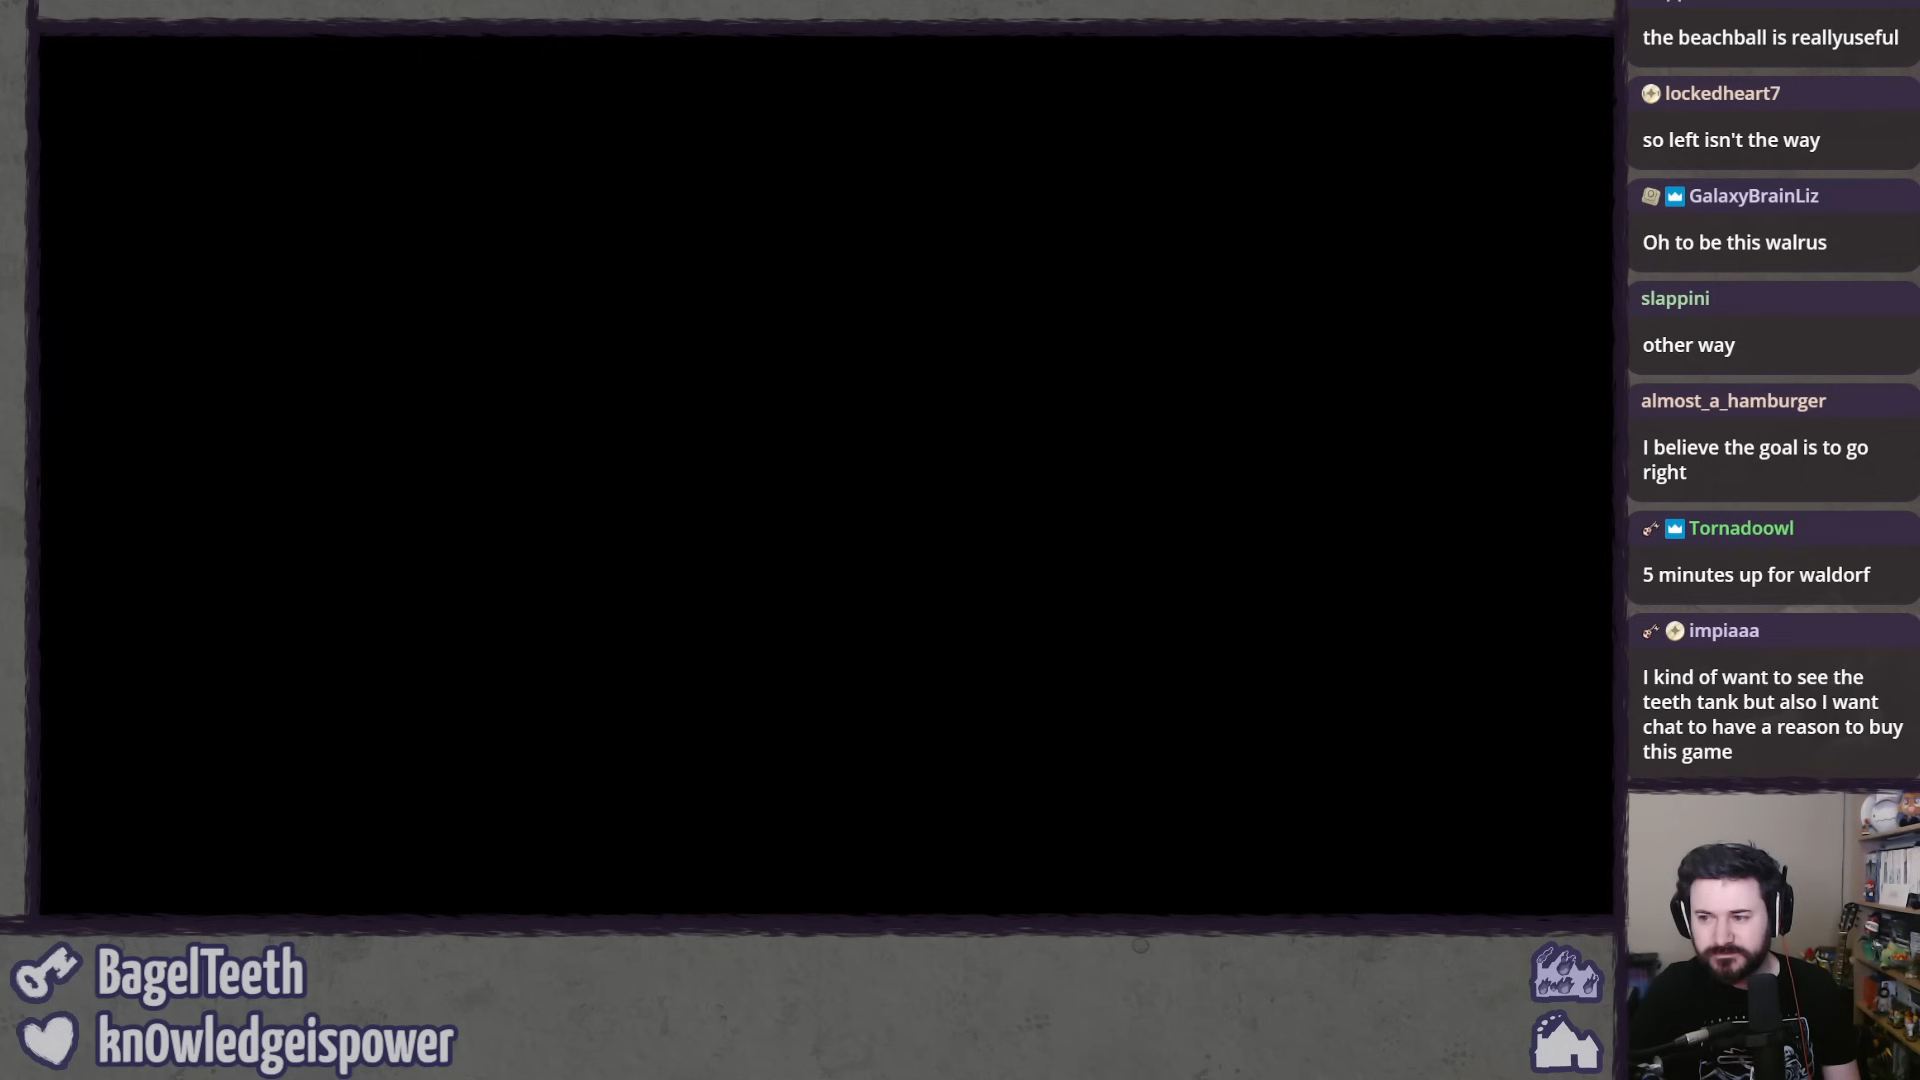 the beachball is reallyuseful
lockedheart7
so left isn't the way
GalaxyBrainLiz
Oh to be this walrus
slappini
other way
almost_a_hamburger
I believe the goal is to go
right
Tornadoowl
5 minutes up for waldorf
impiaaa
I kind of want to see the
teeth tank but also I want
chat to have a reason to buy
this game
BagelTeeth
kn0wledgeispower